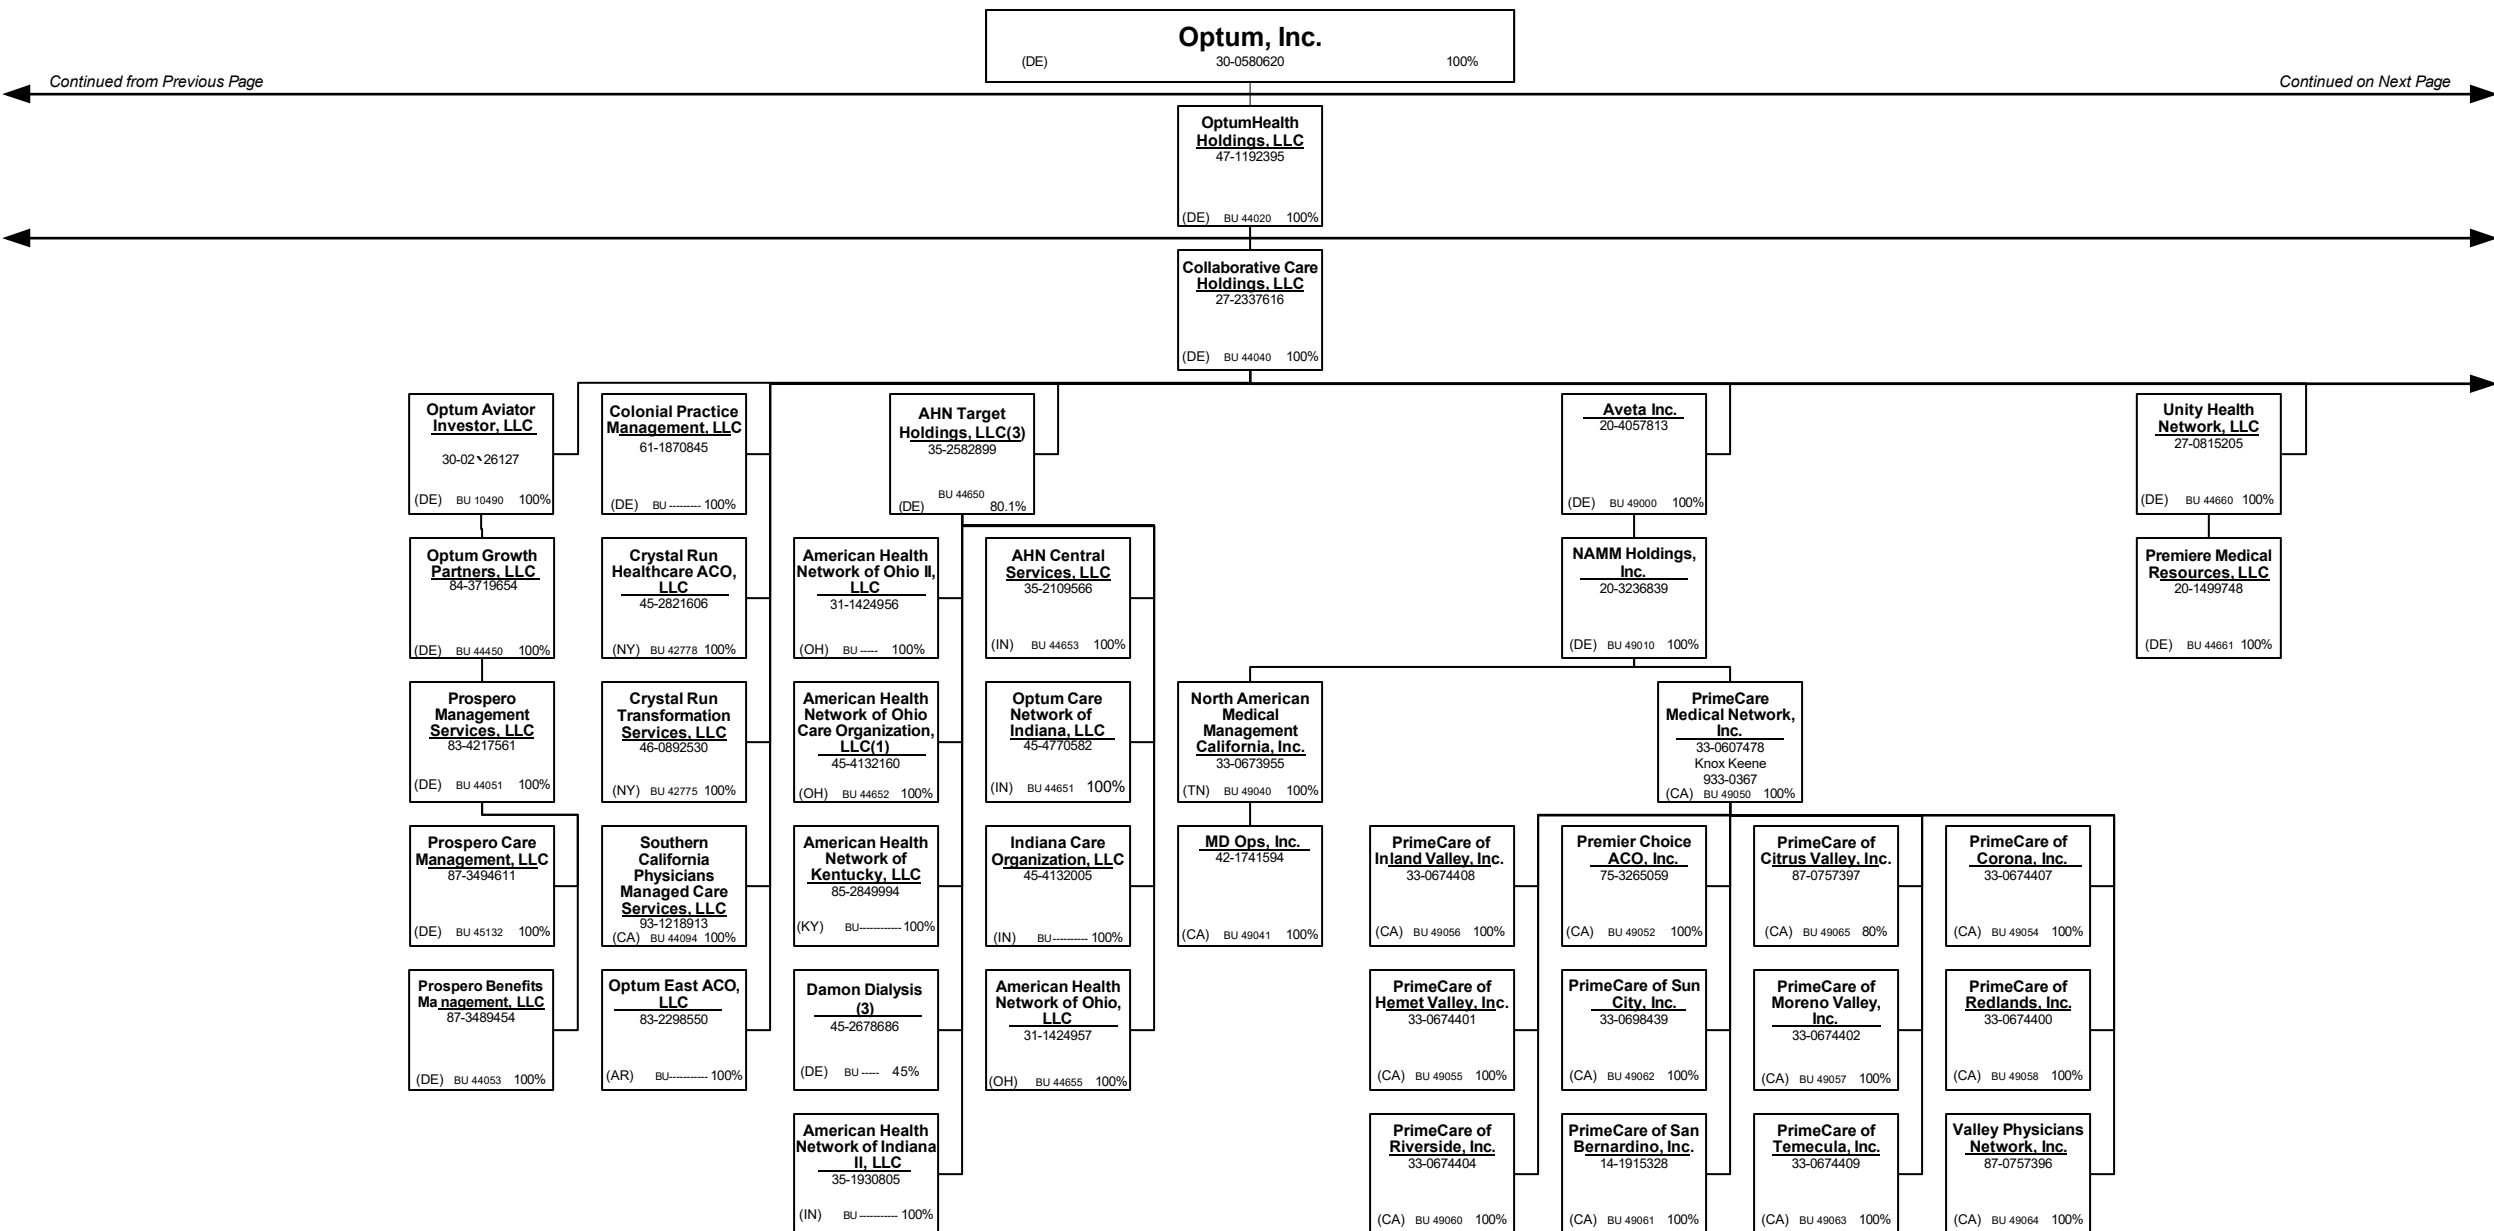 Optum, Inc.
(DE) 30-0580620 100%
Continued from Previous Page
Continued on Next Page
OptumHealth
Holdings, LLC
47-1192395
(DE) BU 44020 100%
Collaborative Care
Holdings, LLC
27-2337616
(DE) BU 44040 100%
Optum Aviator
Investor, LLC
30-02`26127
(DE) BU 10490 100%
Colonial Practice
Management, LLC
61-1870845
(DE) BU --------- 100%
AHN Target
Holdings, LLC(3)
35-2582899
BU 44650
(DE) 80.1%
Aveta Inc.
20-4057813
(DE) BU 49000 100%
Unity Health
Network, LLC
27-0815205
(DE) BU 44660 100%
Optum Growth
Partners, LLC
84-3719654
(DE) BU 44450 100%
Crystal Run
Healthcare ACO,
LLC
45-2821606
(NY) BU 42778 100%
American Health
Network of Ohio II,
LLC
31-1424956
(OH) BU ----- 100%
AHN Central
Services, LLC
35-2109566
(IN) BU 44653 100%
NAMM Holdings,
Inc.
20-3236839
(DE) BU 49010 100%
Premiere Medical
Resources, LLC
20-1499748
(DE) BU 44661 100%
Prospero
Management
Services, LLC
83-4217561
(DE) BU 44051 100%
Crystal Run
Transformation
Services, LLC
46-0892530
(NY) BU 42775 100%
American Health
Network of Ohio
Care Organization,
LLC(1)
45-4132160
(OH) BU 44652 100%
Optum Care
Network of
Indiana, LLC
45-4770582
(IN) BU 44651 100%
North American
Medical
Management
California, Inc.
33-0673955
(TN) BU 49040 100%
PrimeCare
Medical Network,
Inc.
33-0607478
Knox Keene
933-0367
(CA) BU 49050 100%
Prospero Care
Management, LLC
87-3494611
(DE) BU 45132 100%
Southern
California
Physicians
Managed Care
Services, LLC
93-1218913
(CA) BU 44094 100%
American Health
Network of
Kentucky, LLC
85-2849994
(KY) BU------------ 100%
Indiana Care
Organization, LLC
45-4132005
(IN) BU---------- 100%
MD Ops, Inc.
42-1741594
(CA) BU 49041 100%
PrimeCare of
Inland Valley, Inc.
33-0674408
(CA) BU 49056 100%
Premier Choice
ACO, Inc.
75-3265059
(CA) BU 49052 100%
PrimeCare of
Citrus Valley, Inc.
87-0757397
(CA) BU 49065 80%
PrimeCare of
Corona, Inc.
33-0674407
(CA) BU 49054 100%
Prospero Benefits
Management, LLC
87-3489454
(DE) BU 44053 100%
Optum East ACO,
LLC
83-2298550
(AR) BU----------- 100%
Damon Dialysis
(3)
45-2678686
(DE) BU ----- 45%
American Health
Network of Ohio,
LLC
31-1424957
(OH) BU 44655 100%
PrimeCare of
Hemet Valley, Inc.
33-0674401
(CA) BU 49055 100%
PrimeCare of Sun
City, Inc.
33-0698439
(CA) BU 49062 100%
PrimeCare of
Moreno Valley,
Inc.
33-0674402
(CA) BU 49057 100%
PrimeCare of
Redlands, Inc.
33-0674400
(CA) BU 49058 100%
American Health
Network of Indiana
II, LLC
35-1930805
(IN) BU ----------- 100%
PrimeCare of
Riverside, Inc.
33-0674404
(CA) BU 49060 100%
PrimeCare of San
Bernardino, Inc.
14-1915328
(CA) BU 49061 100%
PrimeCare of
Temecula, Inc.
33-0674409
(CA) BU 49063 100%
Valley Physicians
Network, Inc.
87-0757396
(CA) BU 49064 100%